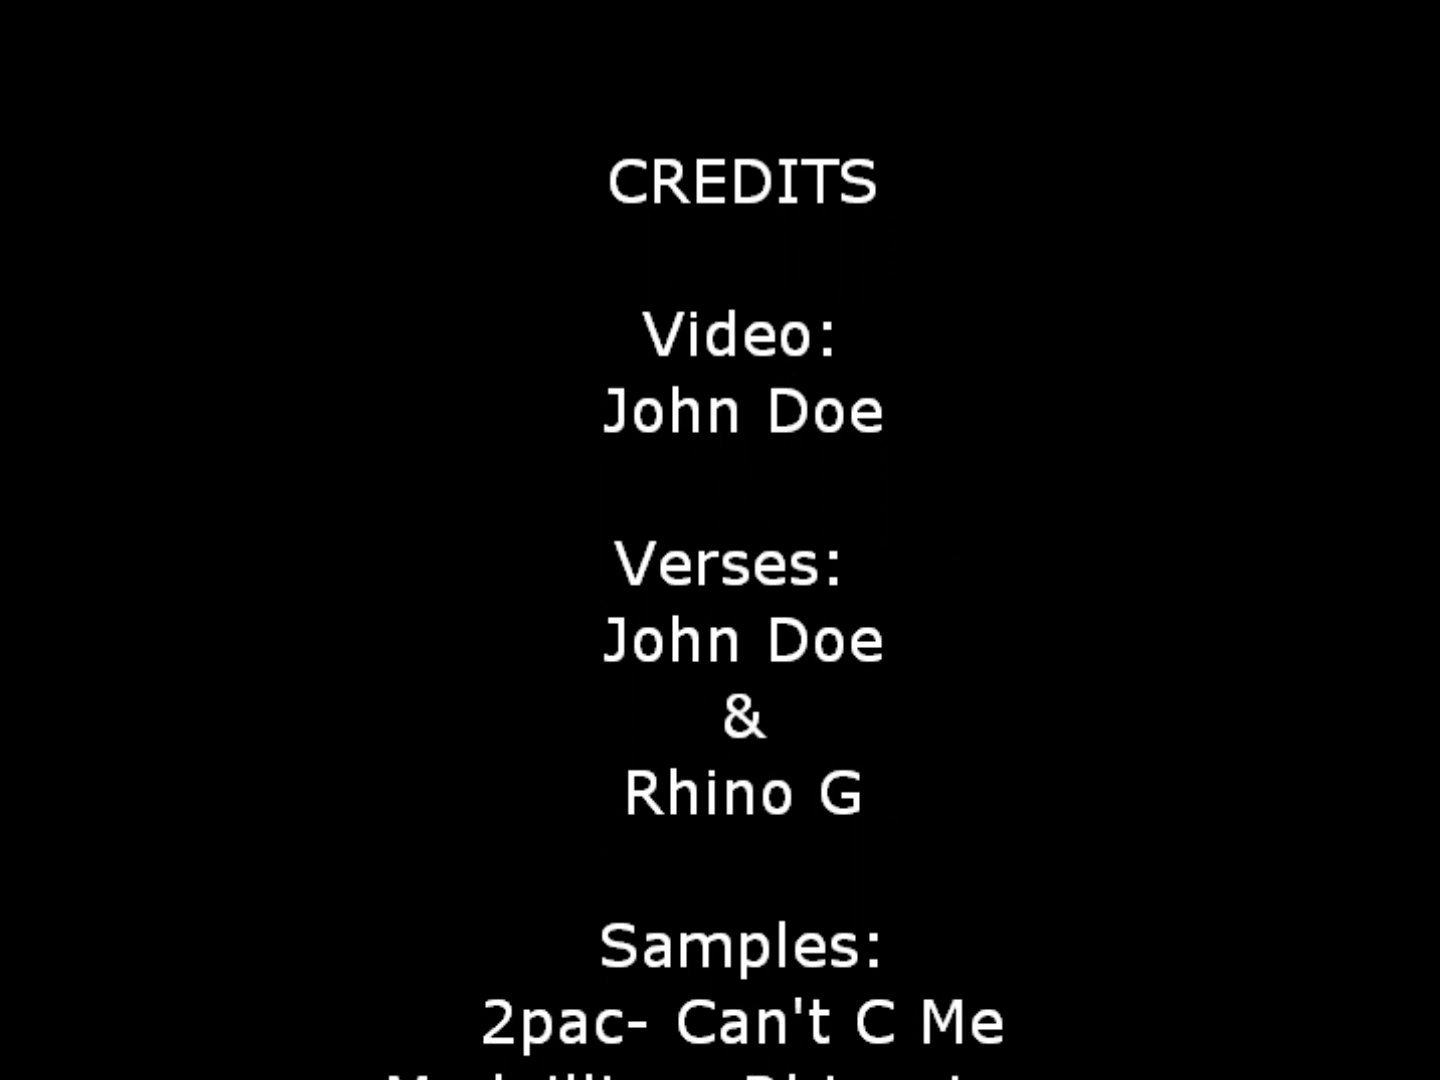 CREDITS
Video:
John Doe
Verses:
John Doe
&
Rhino G
Samples:
2pac- Can't C Me